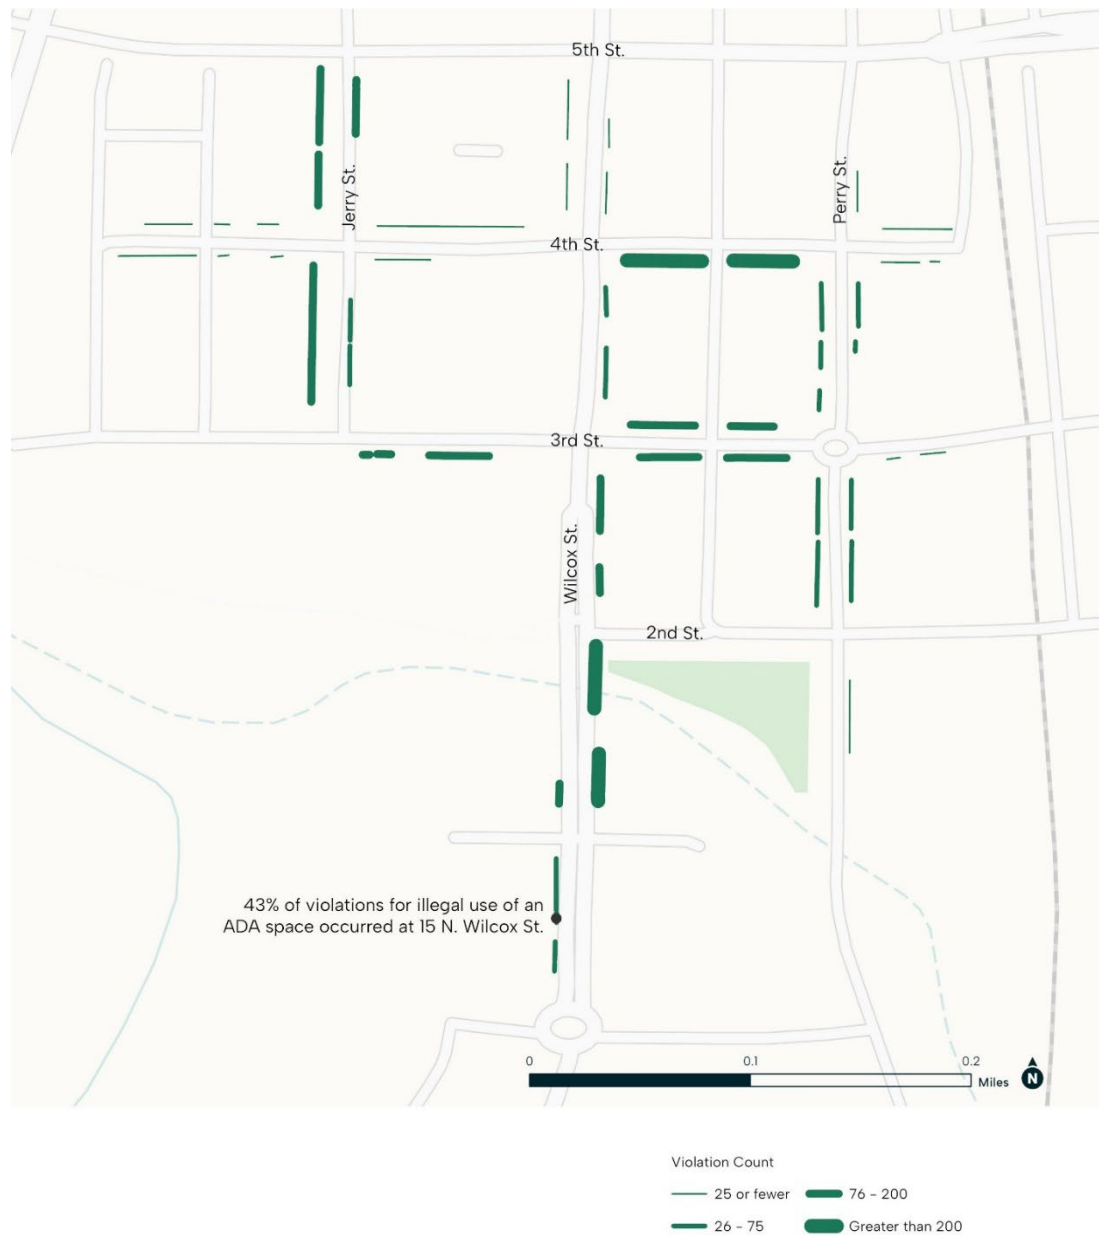 5th St.
Jerry St.
Perry St.
4th St.
3rd St.
Wilcox St.
2nd St.
43% of violations for illegal use of an
ADA space occurred at 15 N. Wilcox St.
0 0.1 0.2
Miles N
Violation Count
25 or fewer 76 - 200
26 - 75 Greater than 200